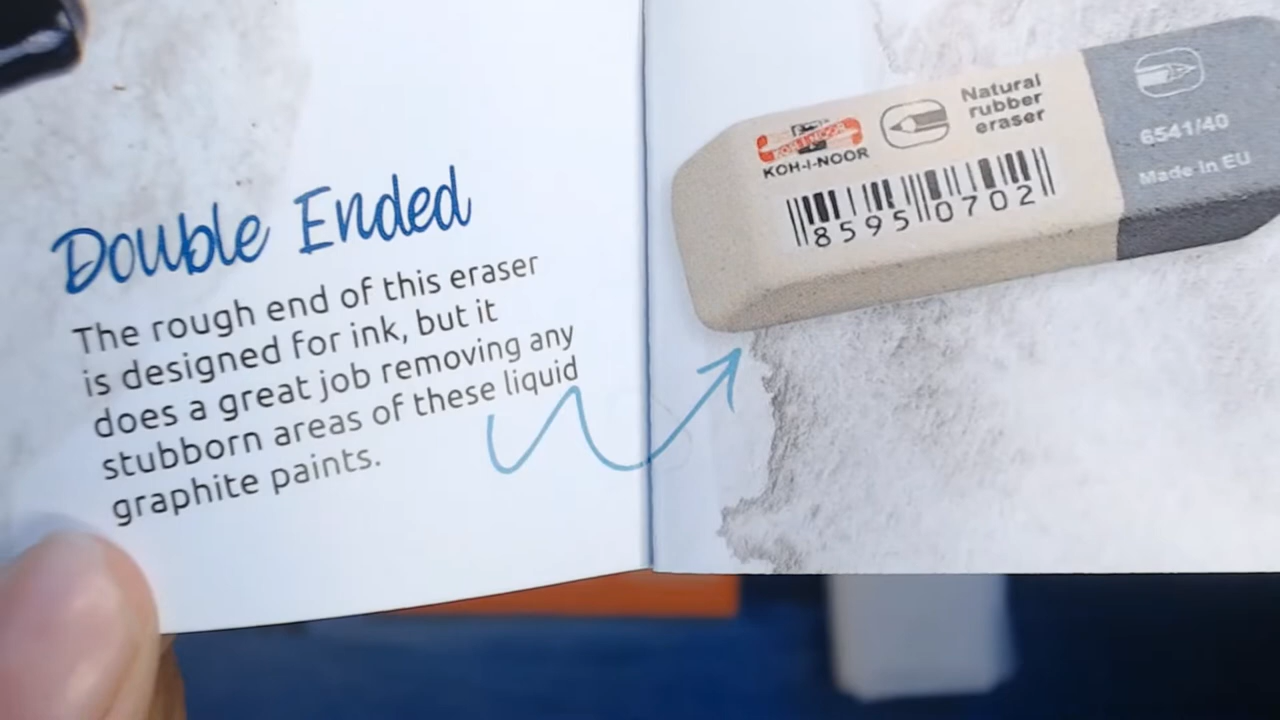 Double Ended
The rough end of this eraser
is designed for ink, but it
does a great job removing any
stubborn areas of these liquid
graphite paints.
KOH-I-NOOR
KOH-I-NOOR
Natural
rubber
eraser
8595 0702
6541/40
Made in EU